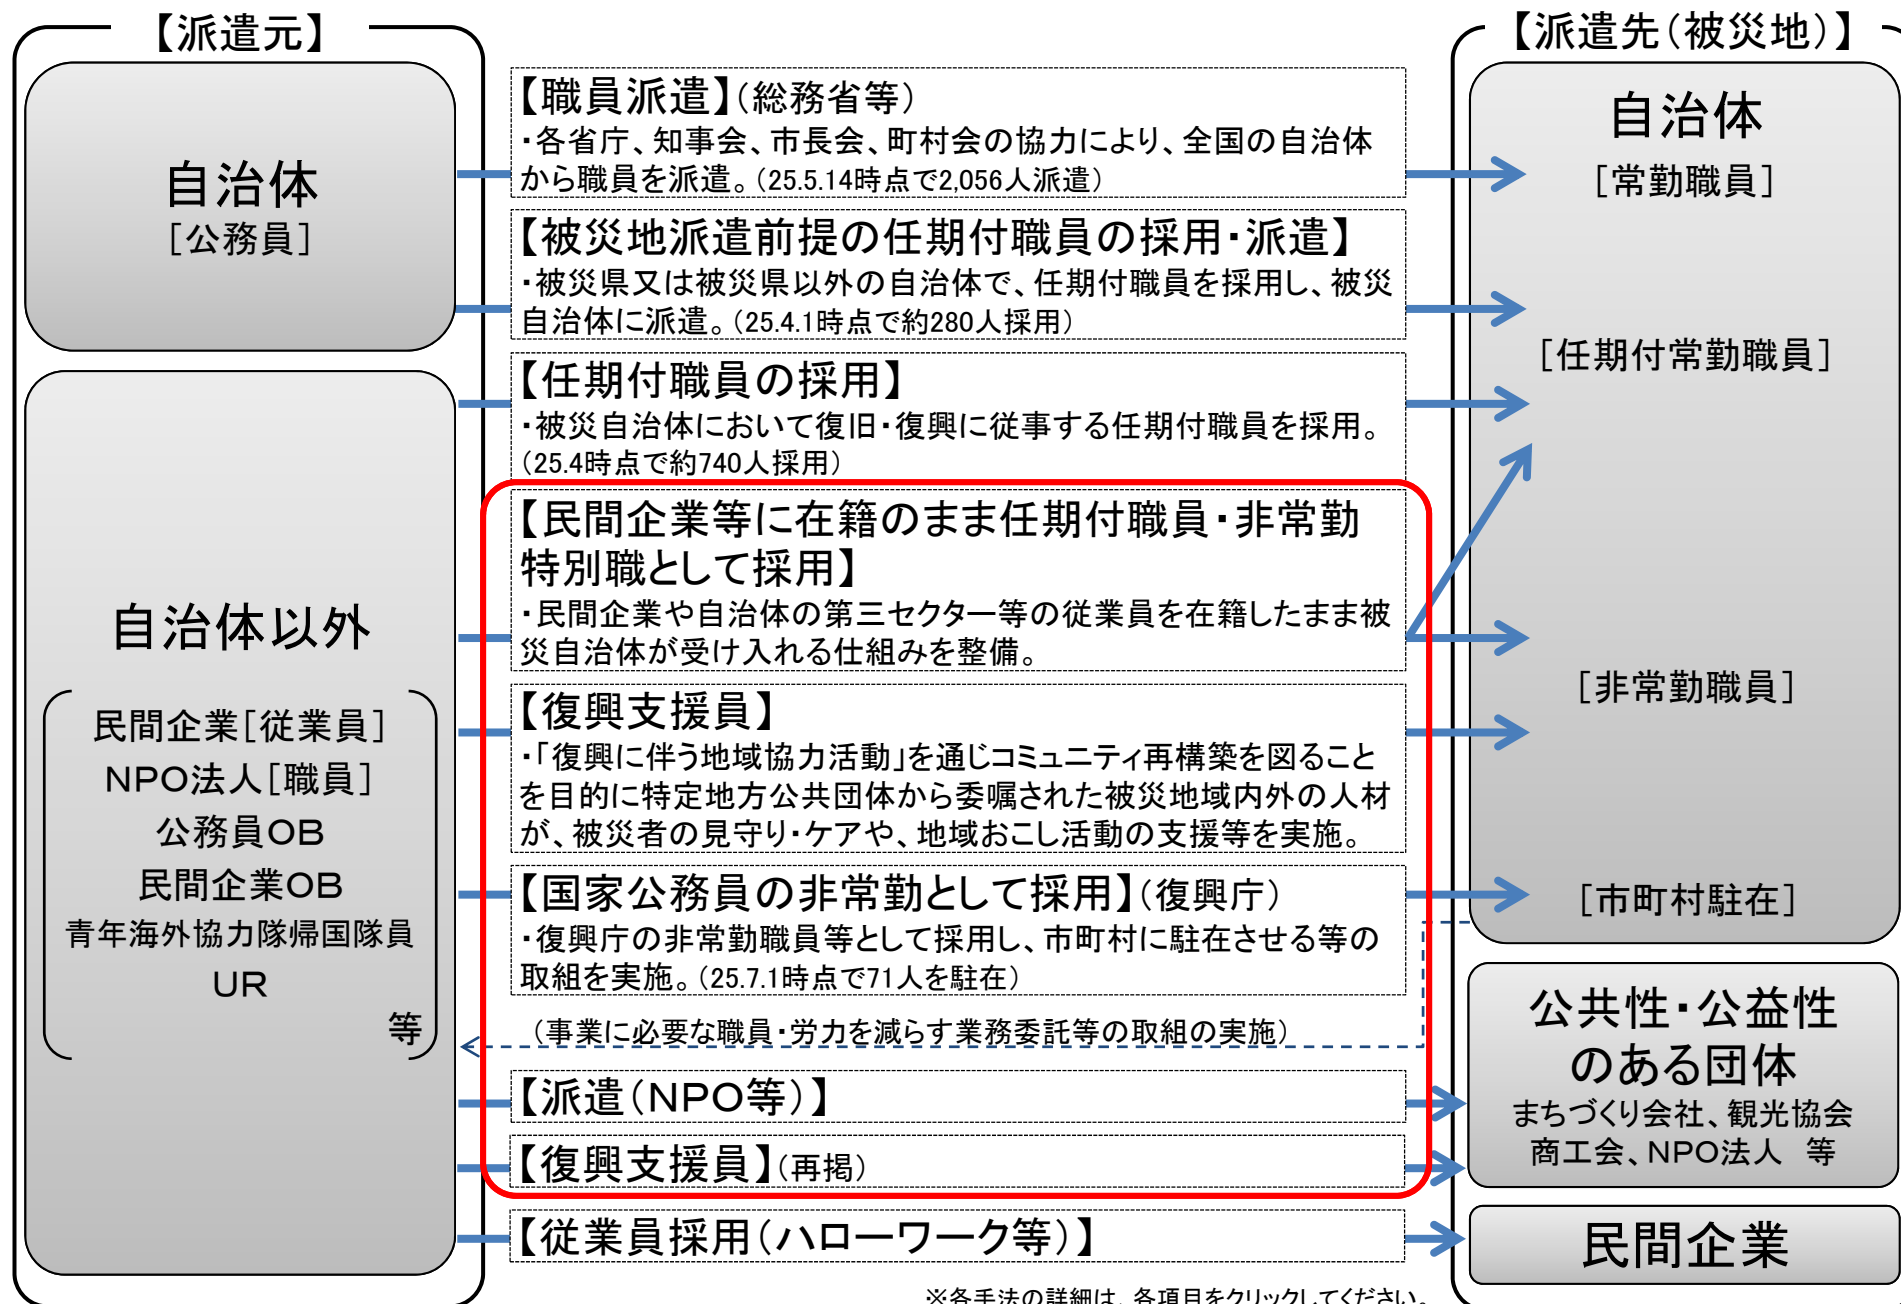 【派遣元】
自治体
[公務員]
自治体以外
民間企業[従業員]
NPO法人[職員]
公務員OB
民間企業OB
青年海外協力隊帰国隊員
UR
等
【職員派遣】(総務省等)
・各省庁、知事会、市長会、町村会の協力により、全国の自治体
から職員を派遣。(25.5.14時点で2,056人派遣)
【被災地派遣前提の任期付職員の採用・派遣】
・被災県又は被災県以外の自治体で、任期付職員を採用し、被災
自治体に派遣。(25.4.1時点で約280人採用)
【任期付職員の採用】
・被災自治体において復旧・復興に従事する任期付職員を採用。
(25.4時点で約740人採用)
【民間企業等に在籍のまま任期付職員・非常勤
特別職として採用】
・民間企業や自治体の第三セクター等の従業員を在籍したまま被
災自治体が受け入れる仕組みを整備。
【復興支援員】
・「復興に伴う地域協力活動」を通じコミュニティ再構築を図ること
を目的に特定地方公共団体から委嘱された被災地域内外の人材
が、被災者の見守り・ケアや、地域おこし活動の支援等を実施。
【国家公務員の非常勤として採用】(復興庁)
・復興庁の非常勤職員等として採用し、市町村に駐在させる等の
取組を実施。(25.7.1時点で71人を駐在)
(事業に必要な職員・労力を減らす業務委託等の取組の実施)
【派遣(NPO等)】
【復興支援員】(再掲)
【従業員採用(ハローワーク等)】
※各手法の詳細は、各項目をクリックしてください。
【派遣先(被災地)】
自治体
[常勤職員]
[任期付常勤職員]
[非常勤職員]
[市町村駐在]
公共性・公益性
のある団体
まちづくり会社、観光協会
商工会、NPO法人　等
民間企業